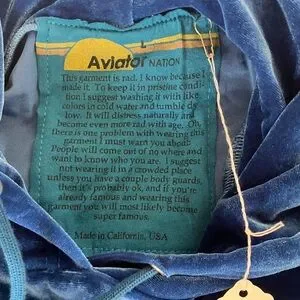 Aviator NATION
This garment is rad. I know because I
made it. To keep it in pristine condi-
tion I suggest washing it with like
colors in cold water and tumble dry
low. It will distress naturally and
become even more rad with age. Oh,
there is one problem with wearing this
garment I must warn you about:
People will come out of no where and
want to know who you are. I suggest
not wearing it in a crowded place
unless you have a couple body guards,
then it's probably ok, and if you're
already famous and wearing this
garment you will most likely become
super famous.
Made in California, USA